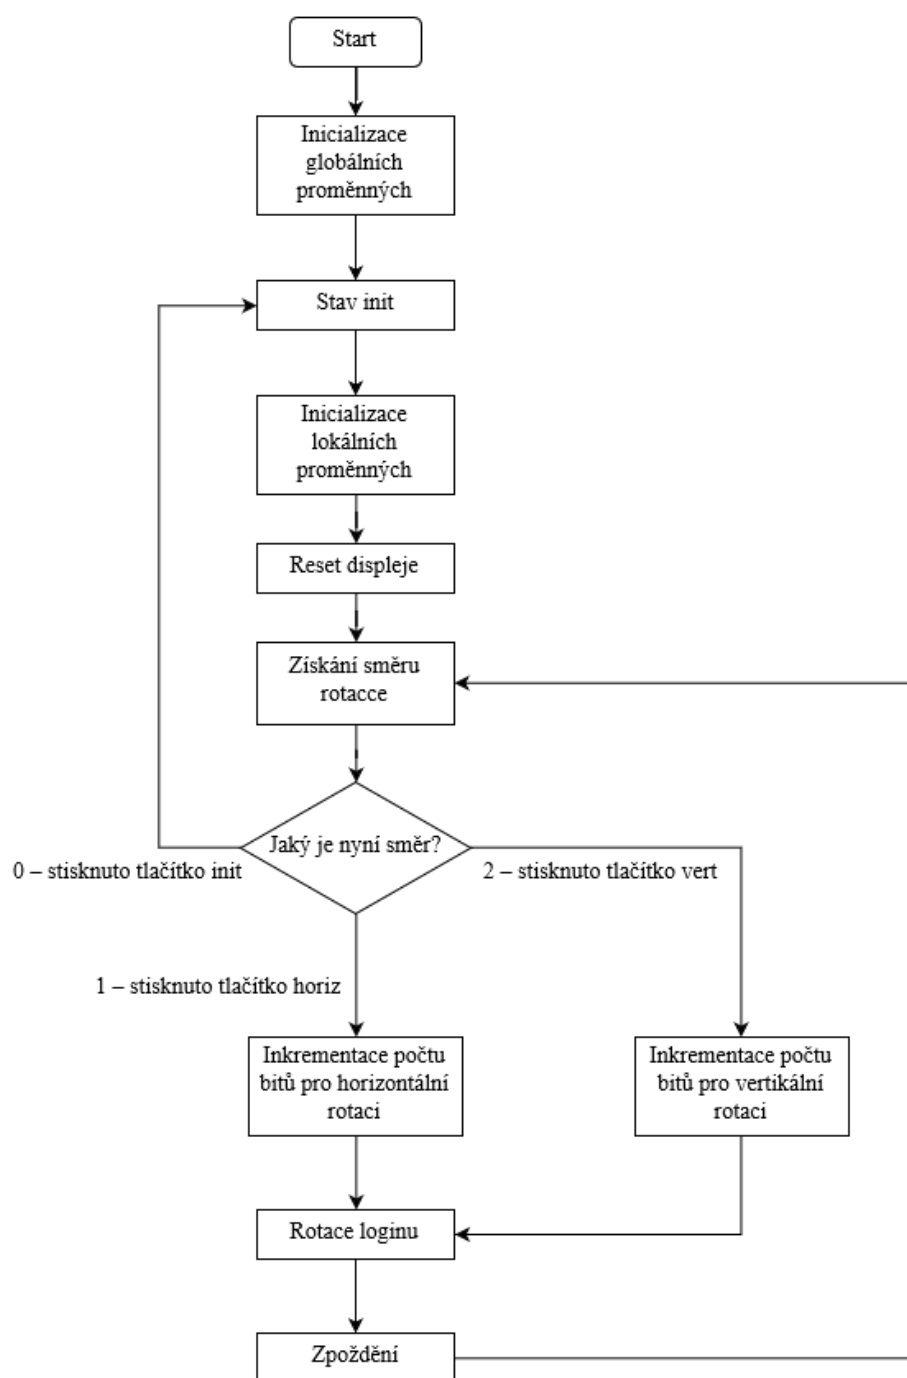 Start
Inicializace
globálních
proměnných
Stav init
Inicializace
lokálních
proměnných
Reset displeje
Získání směru
rotacce
Jaký je nyní směr?
0 – stisknuto tlačítko init
2 – stisknuto tlačítko vert
1 – stisknuto tlačítko horiz
Inkrementace počtu
bitů pro horizontální
rotaci
Inkrementace počtu
bitů pro vertikální
rotaci
Rotace loginu
Zpoždění